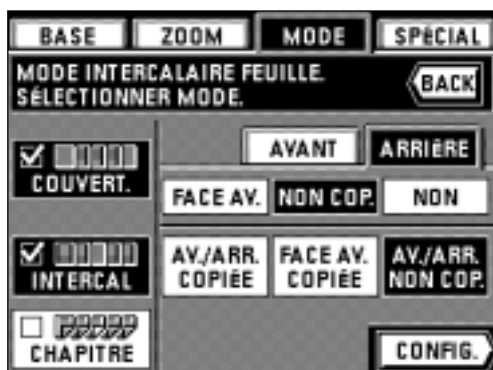 BASE ZOOM MODE SPÉCIAL
MODE INTERCALAIRE FEUILLE.
SÉLECTIONNER MODE.
BACK
AVANT ARRIÈRE
COUVERT.
FACE AV. NON COP. NON
INTERCAL
AV./ARR. COPIÉE
FACE AV. COPIÉE
AV./ARR. NON COP.
CHAPITRE
CONFIG.